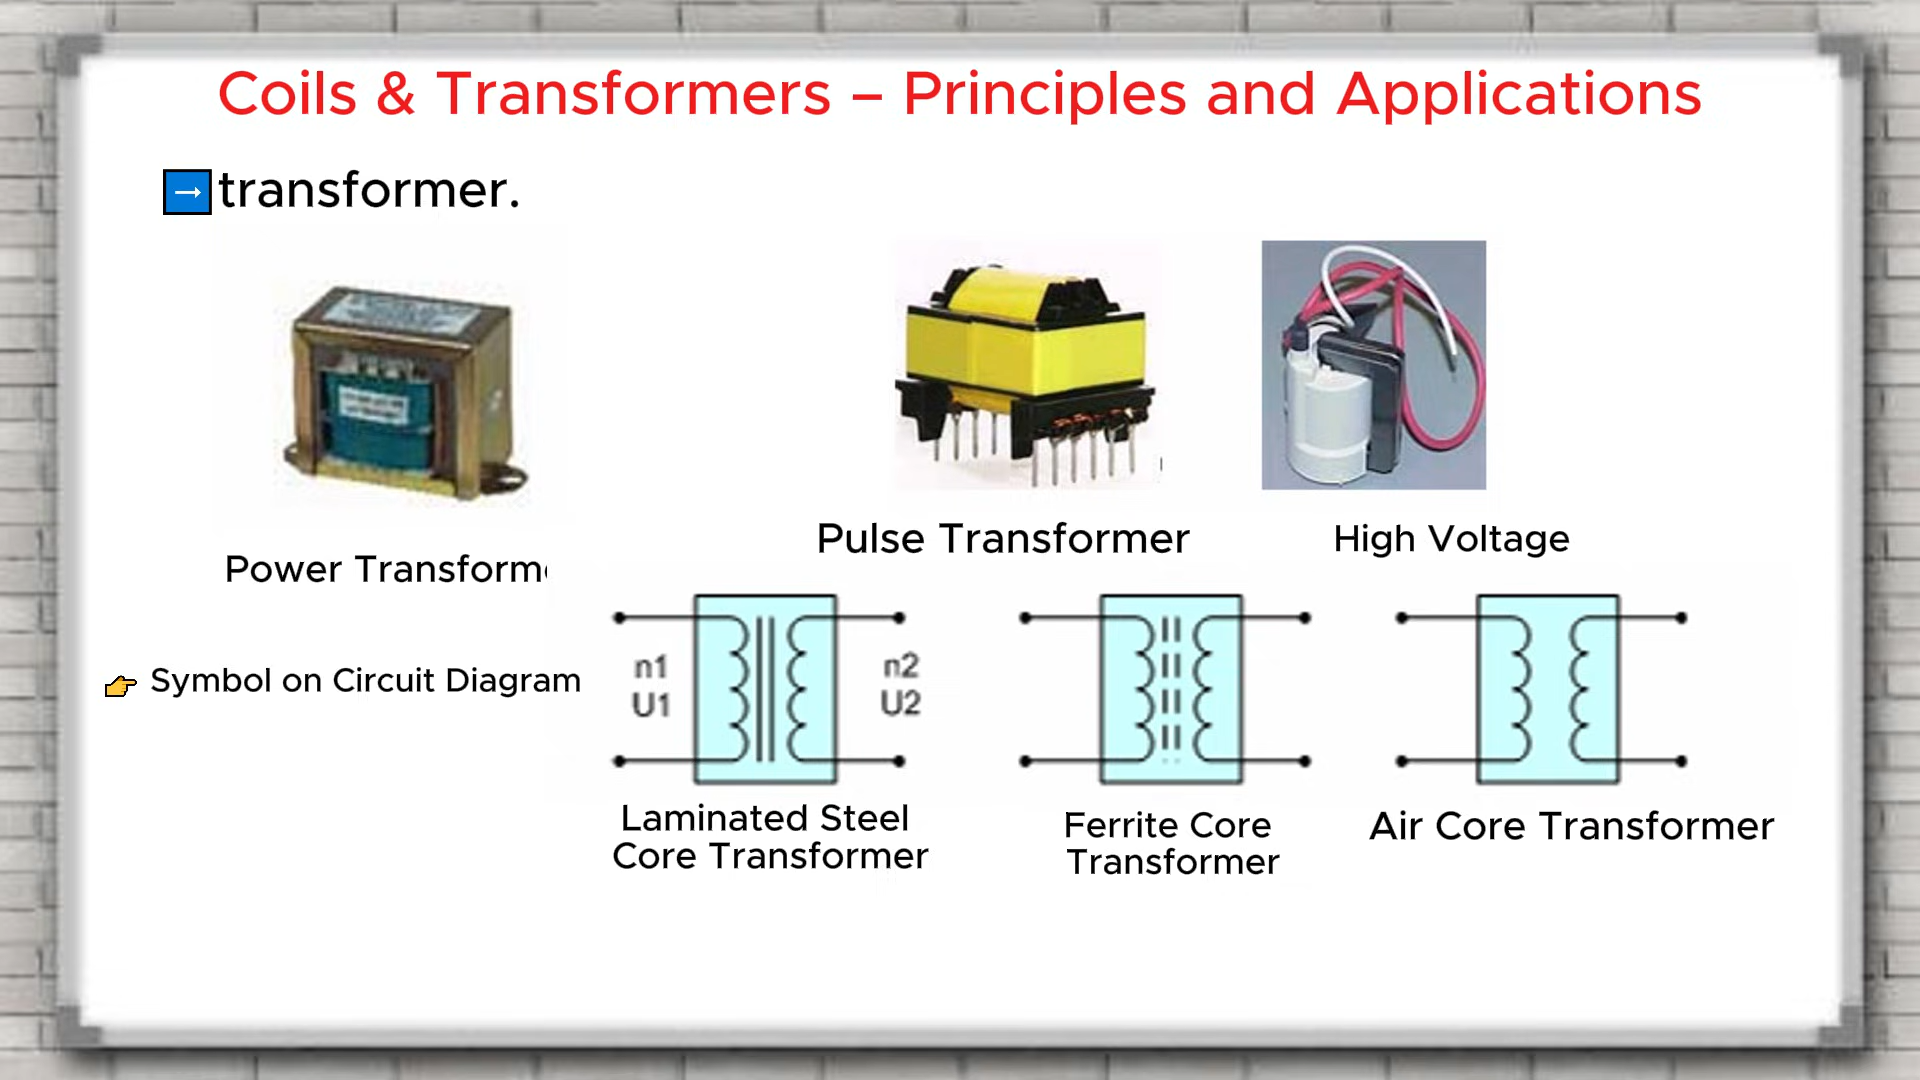 Coils & Transformers – Principles and Applications
→ transformer.
Power Transforme
Pulse Transformer
High Voltage
👉 Symbol on Circuit Diagram
n1
U1
n2
U2
Laminated Steel
Core Transformer
Ferrite Core
Transformer
Air Core Transformer